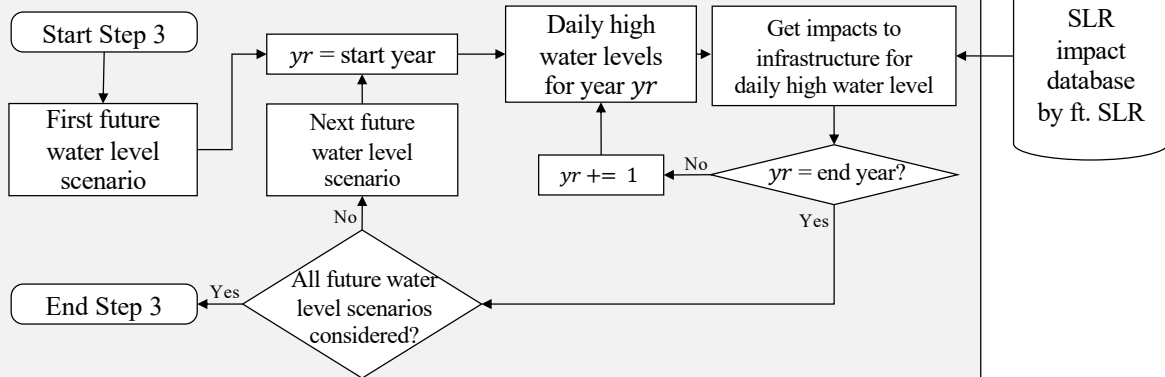 Start Step 3
First future
water level
scenario
yr = start year
Next future
water level
scenario
Daily high
water levels
for year yr
yr += 1
Get impacts to
infrastructure for
daily high water level
yr = end year?
No
Yes
SLR
impact
database
by ft. SLR
No
All future water
level scenarios
considered?
Yes
End Step 3